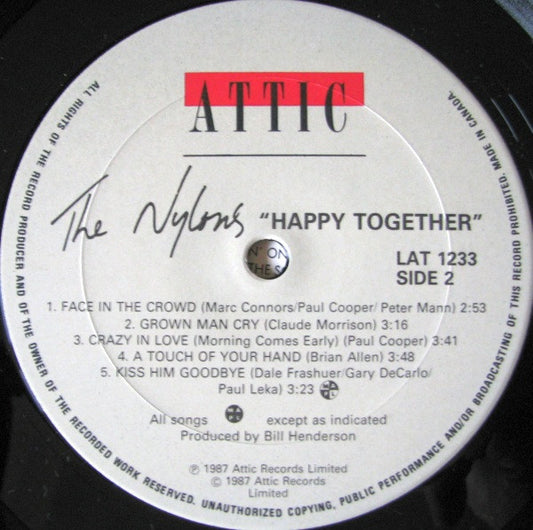 ATTIC
The Nylons "HAPPY TOGETHER"
LAT 1233
SIDE 2
1. FACE IN THE CROWD (Marc Connors/Paul Cooper/ Peter Mann) 2:53
2. GROWN MAN CRY (Claude Morrison) 3:16
3. CRAZY IN LOVE (Morning Comes Early) (Paul Cooper) 3:41
4. A TOUCH OF YOUR HAND (Brian Allen) 3:48
5. KISS HIM GOODBYE (Dale Frashuer/Gary DeCarlo/
Paul Leka) 3:23
All songs except as indicated
Produced by Bill Henderson
℗ 1987 Attic Records Limited
© 1987 Attic Records
Limited
ALL RIGHTS OF THE RECORD PRODUCER AND OF THE OWNER OF THE RECORDED WORK RESERVED. UNAUTHORIZED COPYING, PUBLIC PERFORMANCE AND/OR BROADCASTING OF THIS RECORD PROHIBITED. MADE IN CANADA.